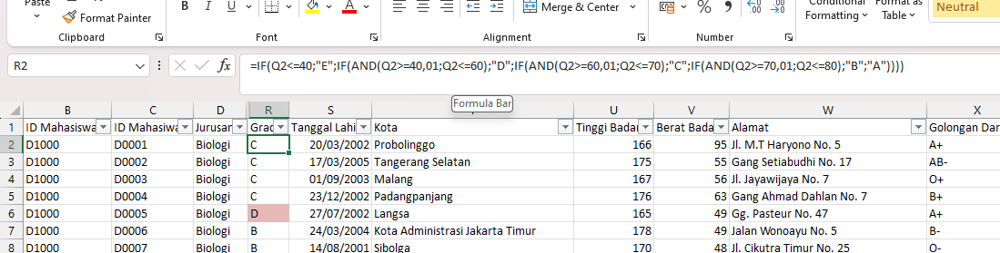 Paste
Format Painter
B I U A
Merge & Center
% 9
Conditional Formatting
Format as Table
Neutral
Clipboard Font Alignment Number
R2 fx =IF(Q2<=40;"E";IF(AND(Q2>=40,01;Q2<=60);"D";IF(AND(Q2>=60,01;Q2<=70);"C";IF(AND(Q2>=70,01;Q2<=80);"B";"A"))))
Formula Bar
B C D R S U V W X
1 ID Mahasiswa ID Mahasiwa Jurusan Grad Tanggal Lahi Kota Tinggi Badan Berat Bada Alamat Golongan Dar
2 D1000 D0001 Biologi C 20/03/2002 Probolinggo 166 95 Jl. M.T Haryono No. 5 A+
3 D1000 D0002 Biologi C 17/03/2005 Tangerang Selatan 175 55 Gang Setiabudhi No. 17 AB-
4 D1000 D0003 Biologi C 01/09/2003 Malang 167 56 Jl. Jayawijaya No. 7 O+
5 D1000 D0004 Biologi C 23/12/2002 Padangpanjang 176 63 Gang Ahmad Dahlan No. 7 B+
6 D1000 D0005 Biologi D 27/07/2002 Langsa 165 49 Gg. Pasteur No. 47 A+
7 D1000 D0006 Biologi B 24/03/2004 Kota Administrasi Jakarta Timur 178 49 Jalan Wonoayu No. 5 B-
8 D1000 D0007 Biologi B 14/08/2001 Sibolga 170 48 Jl. Cikutra Timur No. 25 O-